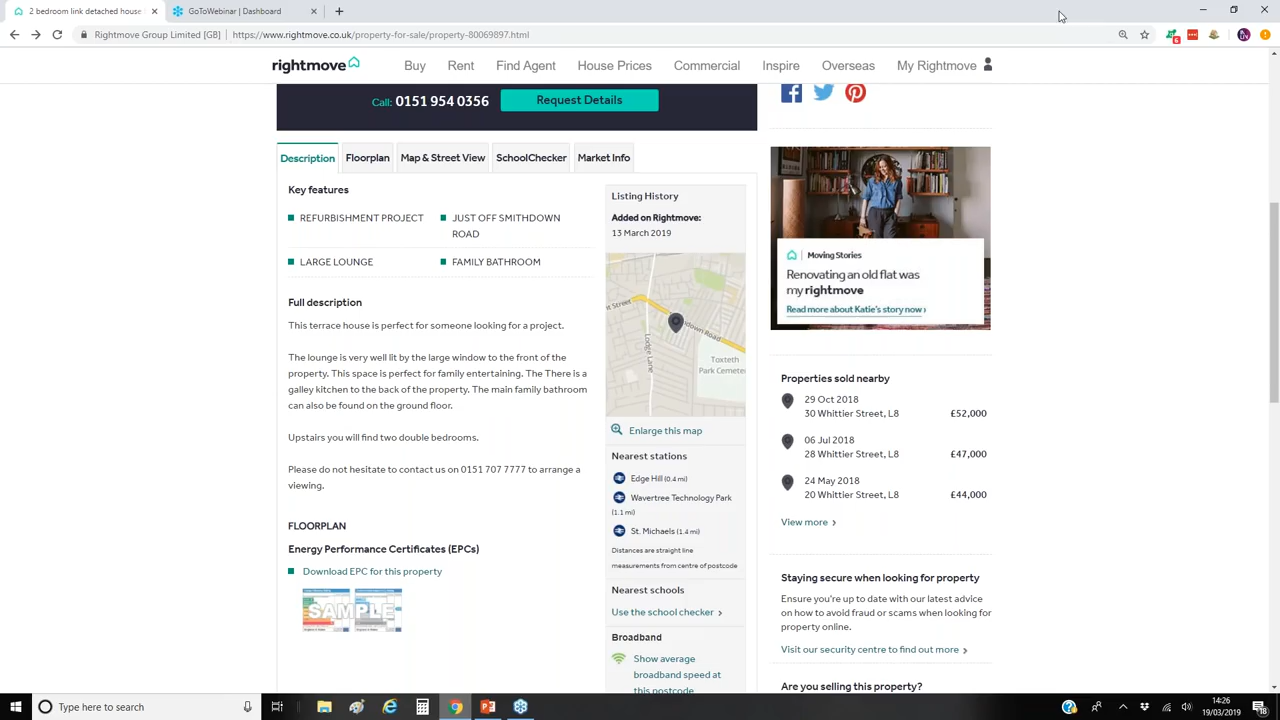 2 bedroom link detached house
GoToWebinar | Dashboard
Rightmove Group Limited [GB] | https://www.rightmove.co.uk/property-for-sale/property-80069897.html
6
rightmove
Buy
Rent
Find Agent
House Prices
Commercial
Inspire
Overseas
My Rightmove
Call: 0151 954 0356
Request Details
Description
Floorplan
Map & Street View
SchoolChecker
Market Info
Key features
REFURBISHMENT PROJECT
JUST OFF SMITHDOWN
ROAD
LARGE LOUNGE
FAMILY BATHROOM
Full description
This terrace house is perfect for someone looking for a project.
The lounge is very well lit by the large window to the front of the
property. This space is perfect for family entertaining. The There is a
galley kitchen to the back of the property. The main family bathroom
can also be found on the ground floor.
Upstairs you will find two double bedrooms.
Please do not hesitate to contact us on 0151 707 7777 to arrange a
viewing.
FLOORPLAN
Energy Performance Certificates (EPCs)
Download EPC for this property
SAMPLE
Listing History
Added on Rightmove:
13 March 2019
nt Street
Lodge Lane
down Road
Toxteth
Park Cemete
Enlarge this map
Nearest stations
Edge Hill (0.4 mi)
Wavertree Technology Park
(1.1 mi)
St. Michaels (1.4 mi)
Distances are straight line
measurements from centre of postcode
Nearest schools
Use the school checker
Broadband
Show average
broadband speed at
this postcode
Moving Stories
Renovating an old flat was
my rightmove
Read more about Katie's story now
Properties sold nearby
29 Oct 2018
30 Whittier Street, L8 £52,000
06 Jul 2018
28 Whittier Street, L8 £47,000
24 May 2018
20 Whittier Street, L8 £44,000
View more
Staying secure when looking for property
Ensure you're up to date with our latest advice
on how to avoid fraud or scams when looking for
property online.
Visit our security centre to find out more
Are you selling this property?
Type here to search
14:26
19/03/2019
18